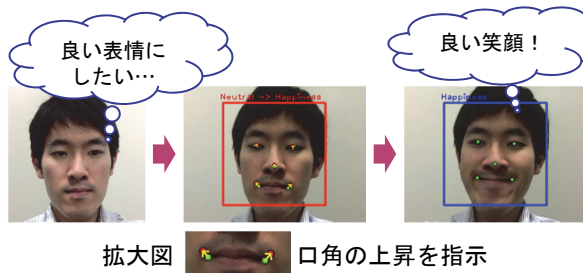 良い表情に
したい…
良い笑顔！
Neutral -> Happiness
Happiness
拡大図
口角の上昇を指示